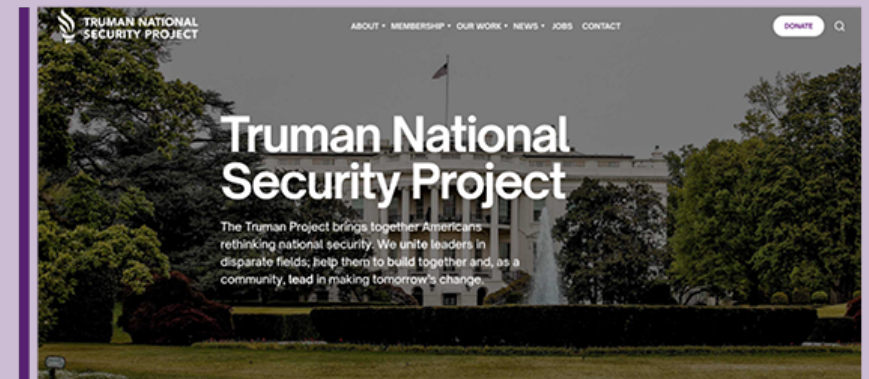 TRUMAN NATIONAL
SECURITY PROJECT
ABOUT MEMBERSHIP OUR WORK NEWS JOBS CONTACT
DONATE
Truman National
Security Project
The Truman Project brings together Americans
rethinking national security. We unite leaders in
disparate fields; help them to build together and, as a
community, lead in making tomorrow's change.